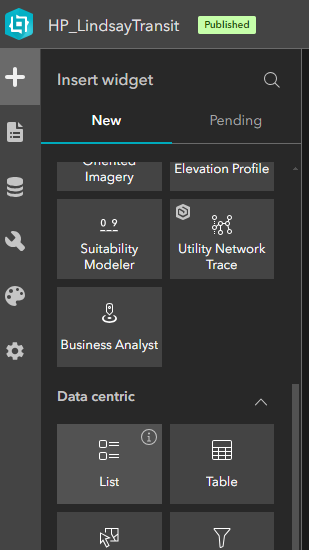 HP_LindsayTransit
Published
Insert widget
New
Pending
Oriented
Imagery
Elevation Profile
Suitability
Modeler
Utility Network
Trace
Business Analyst
Data centric
List
Table